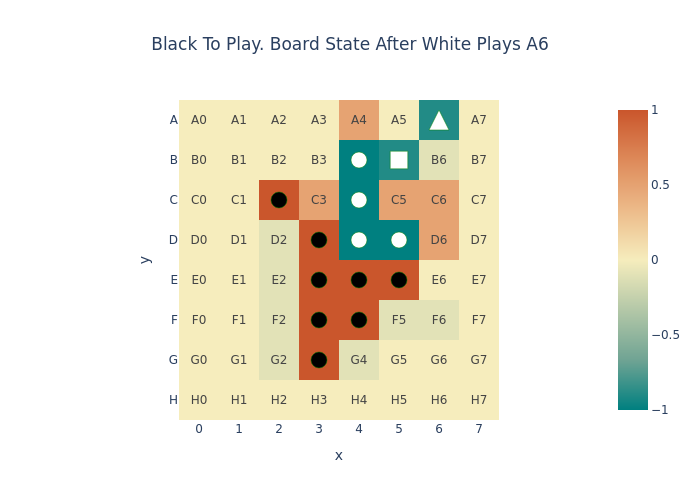 Black To Play. Board State After White Plays A6
A A0 A1 A2 A3 A4 A5 A7 1
B B0 B1 B2 B3 B6 B7
C C0 C1 C3 C5 C6 C7 0.5
D D0 D1 D2 D6 D7
y 0
E E0 E1 E2 E6 E7
F F0 F1 F2 F5 F6 F7 −0.5
G G0 G1 G2 G4 G5 G6 G7
H H0 H1 H2 H3 H4 H5 H6 H7 −1
0 1 2 3 4 5 6 7
x